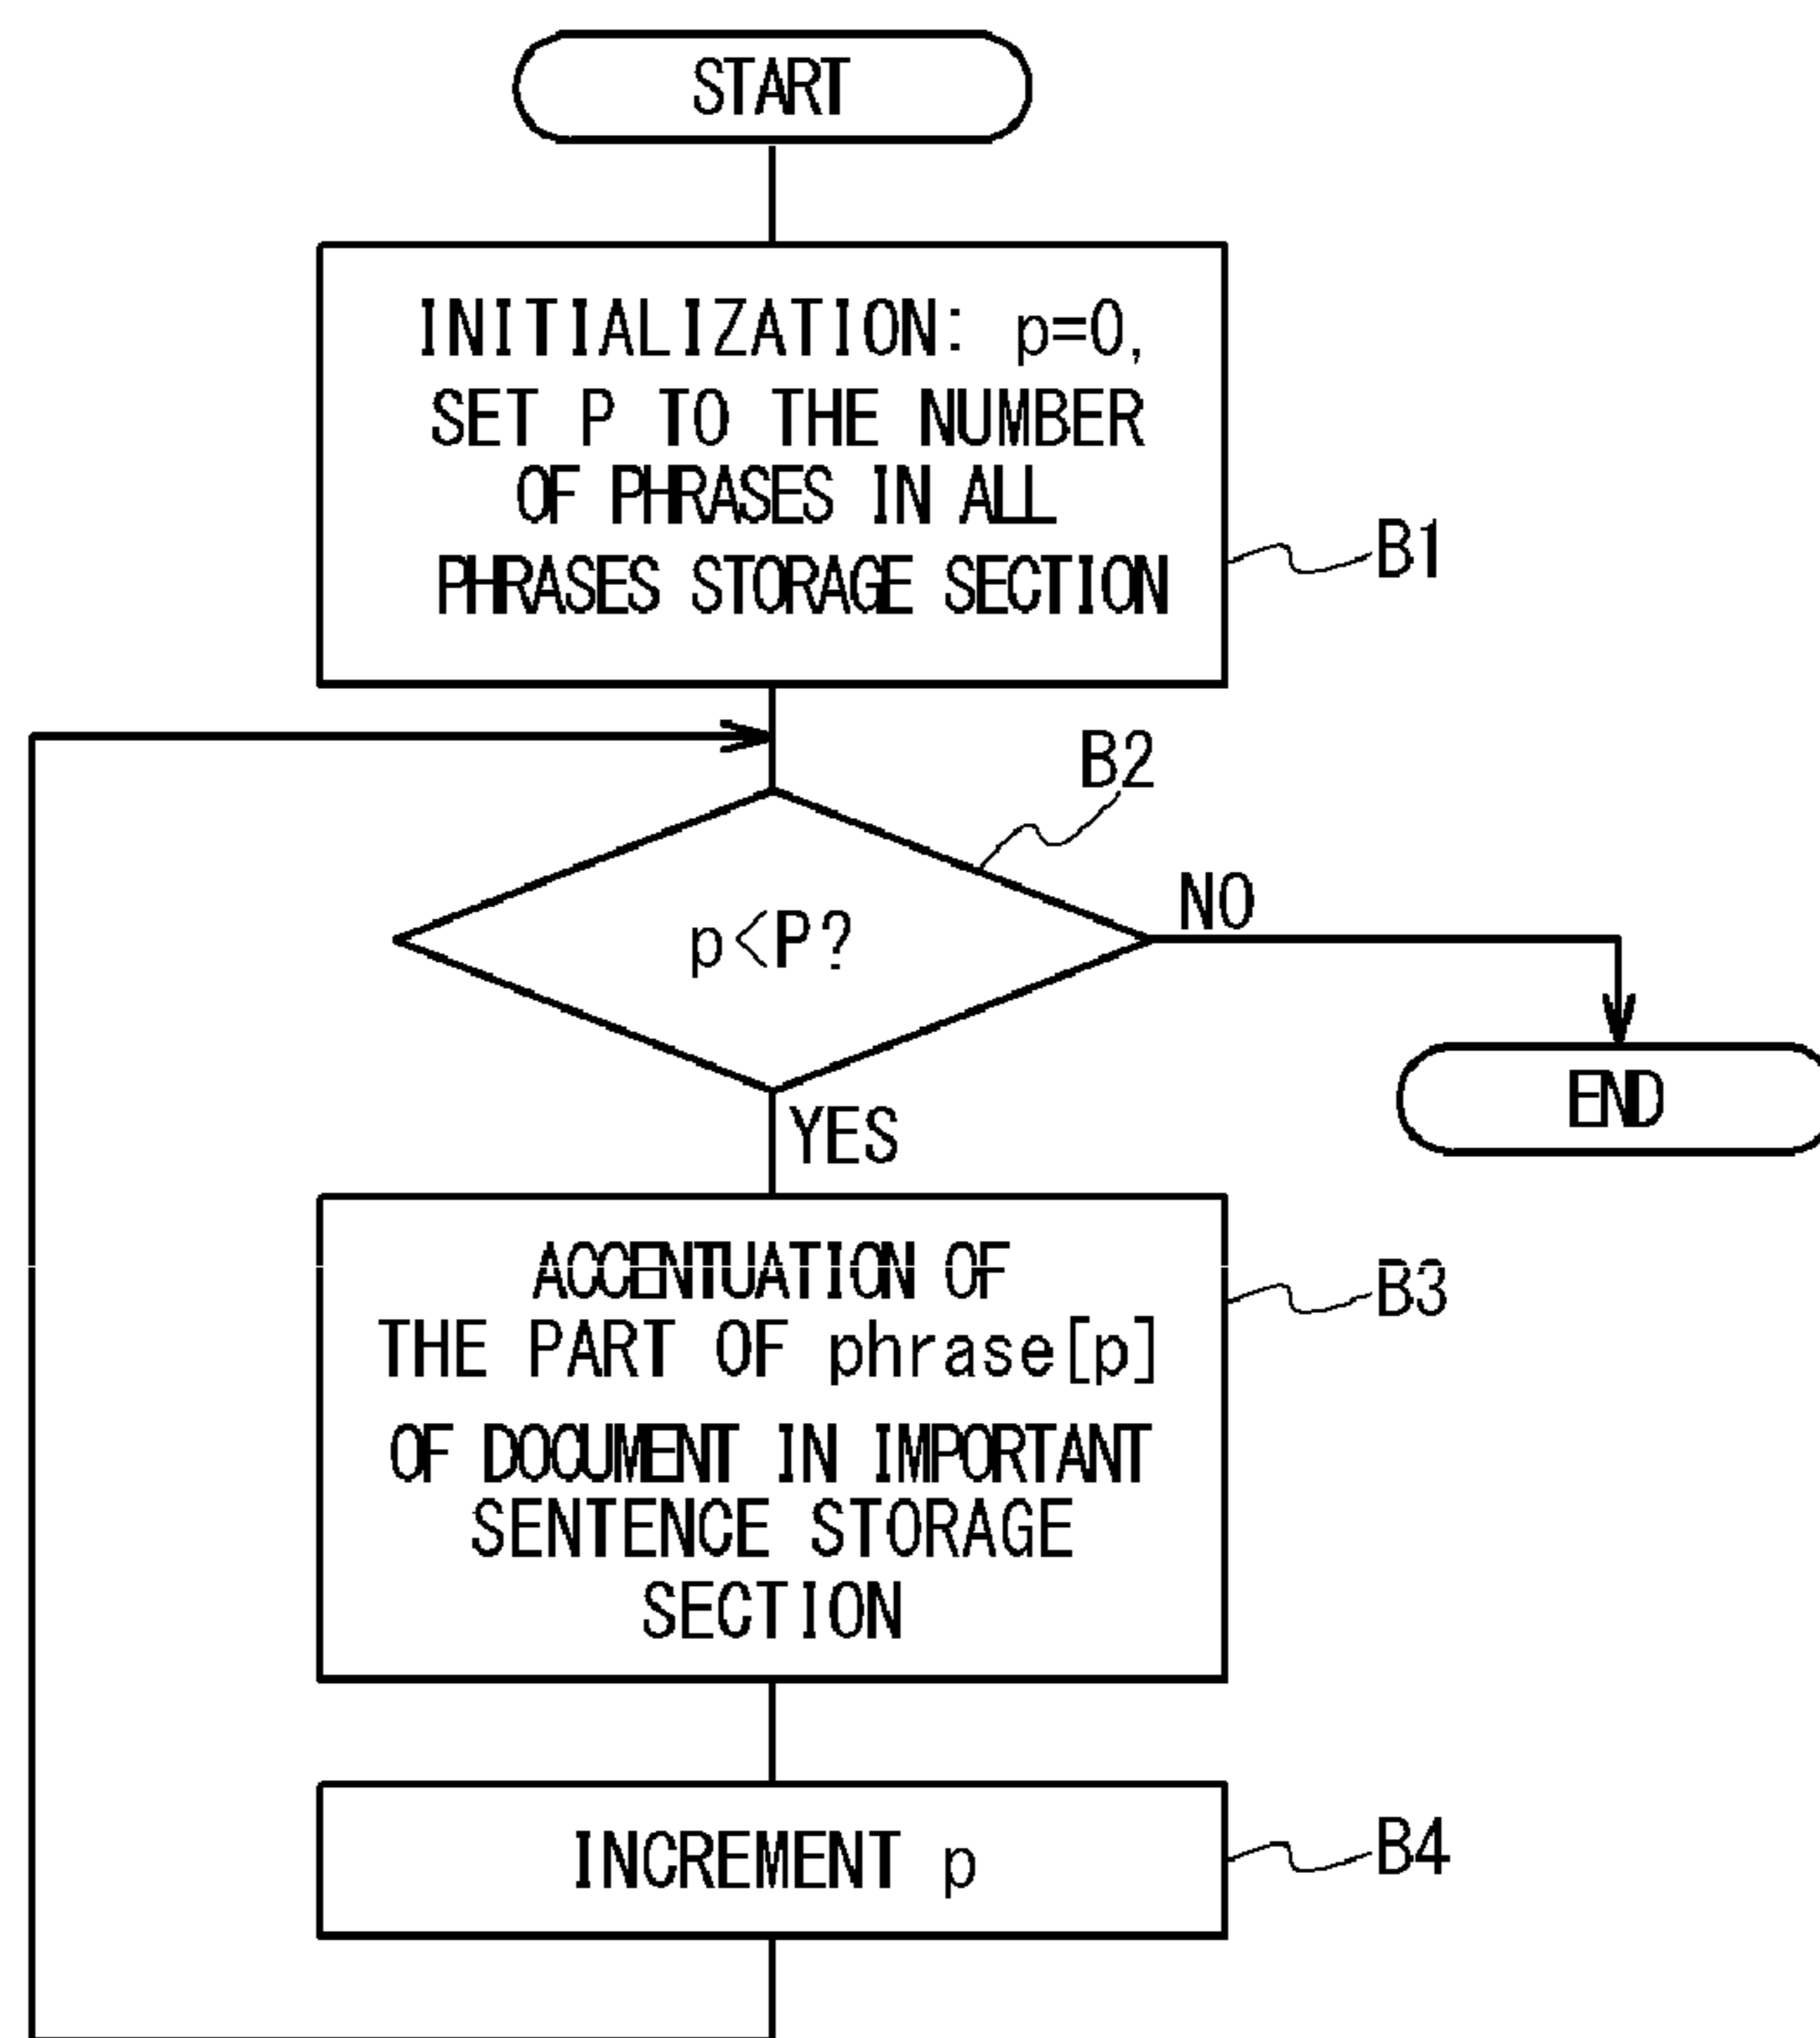 START
INITIALIZATION: p=0,
SET P TO THE NUMBER
OF PHRASES IN ALL
PHRASES STORAGE SECTION
B1
B2
p<P?
NO
END
YES
ACCENTUATION OF
THE PART OF phrase[p]
OF DOCUMENT IN IMPORTANT
SENTENCE STORAGE
SECTION
B3
INCREMENT p
B4